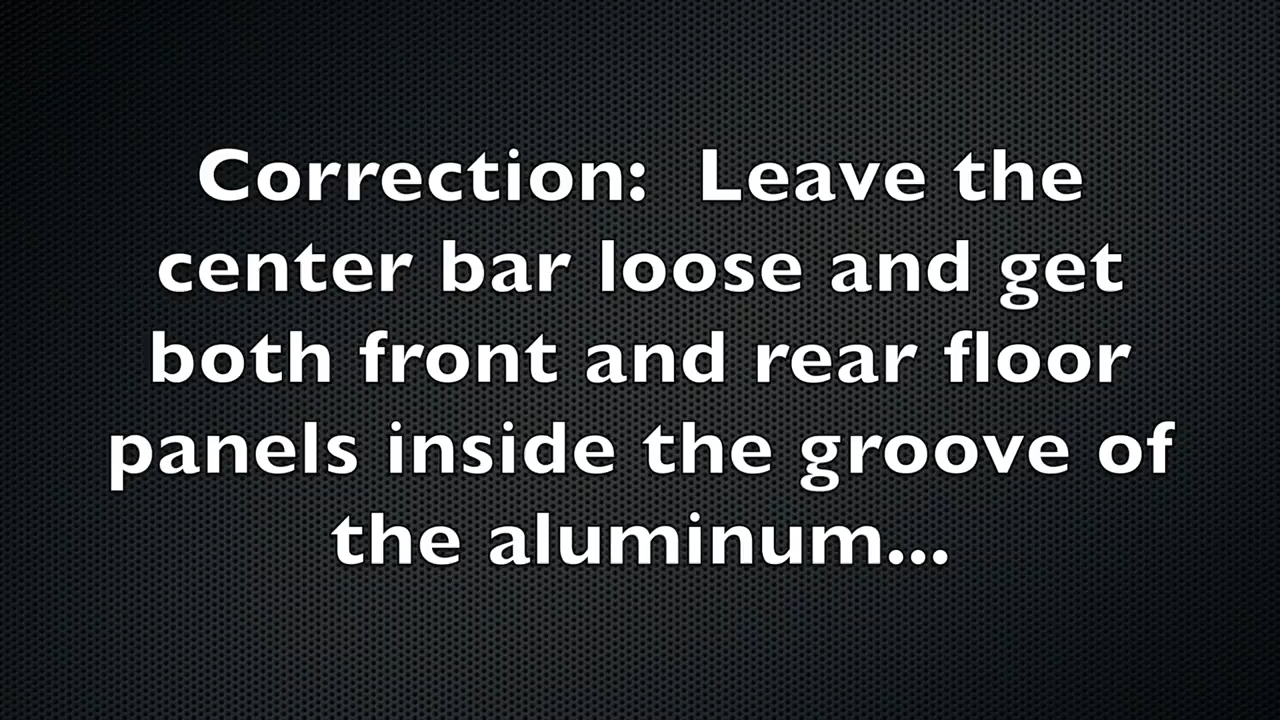 Correction:  Leave the
center bar loose and get
both front and rear floor
panels inside the groove of
the aluminum...